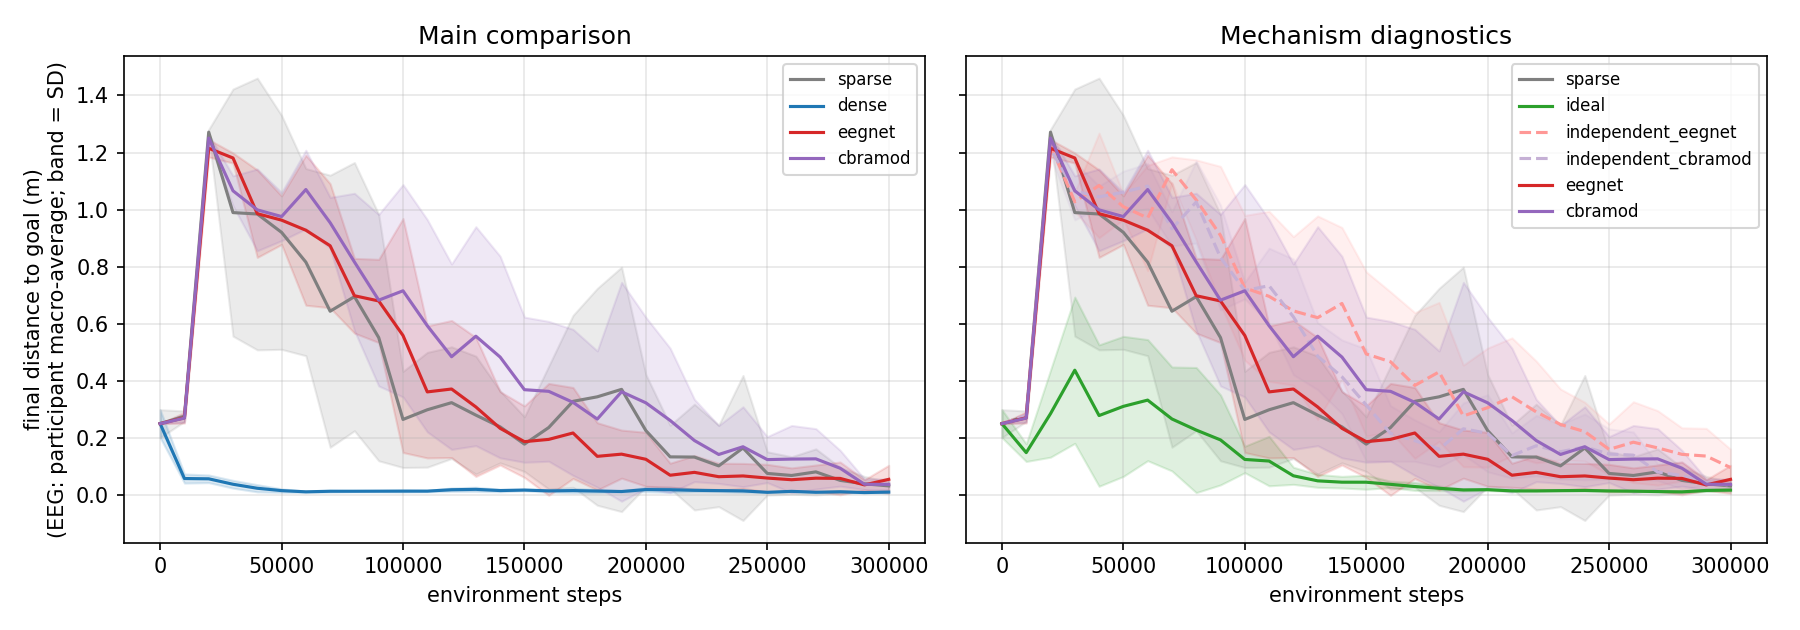 Main comparison
final distance to goal (m)
(EEG: participant macro-average; band = SD)
1.4
1.2
1.0
0.8
0.6
0.4
0.2
0.0
sparse
dense
eegnet
cbramod
0 50000 100000 150000 200000 250000 300000
environment steps
Mechanism diagnostics
sparse
ideal
independent_eegnet
independent_cbramod
eegnet
cbramod
0 50000 100000 150000 200000 250000 300000
environment steps